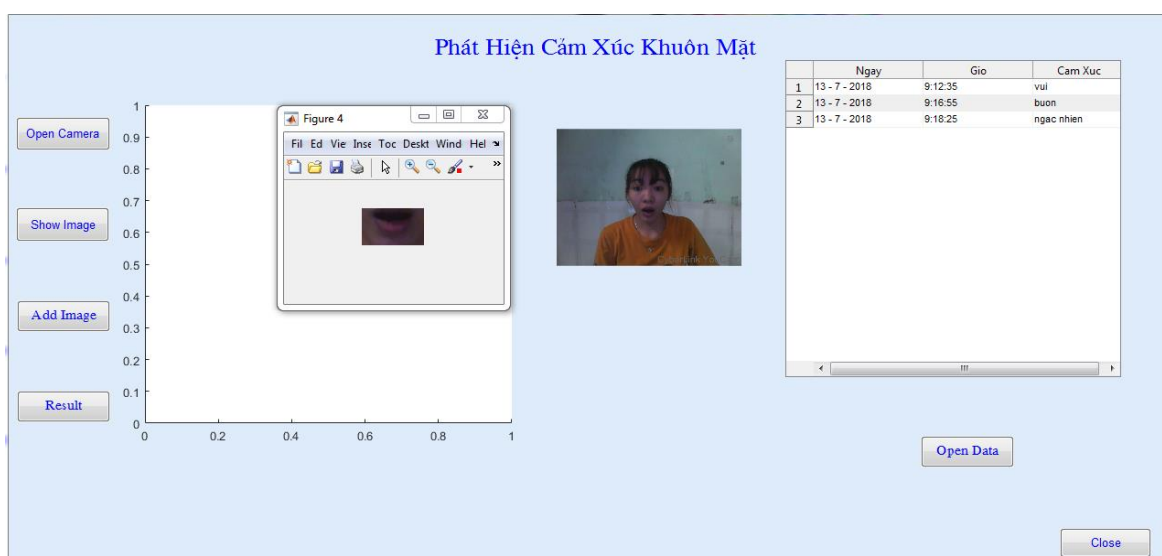 Phát Hiện Cảm Xúc Khuôn Mặt
Open Camera
Show Image
Add Image
Result
1
0.9
0.8
0.7
0.6
0.5
0.4
0.3
0.2
0.1
0
0 0.2 0.4 0.6 0.8 1
Figure 4
Fil Ed Vie Inse Toc Deskt Wind Hel
Ngay Gio Cam Xuc
1 13 - 7 - 2018 9:12:35 vui
2 13 - 7 - 2018 9:16:55 buon
3 13 - 7 - 2018 9:18:25 ngac nhien
Open Data
Close